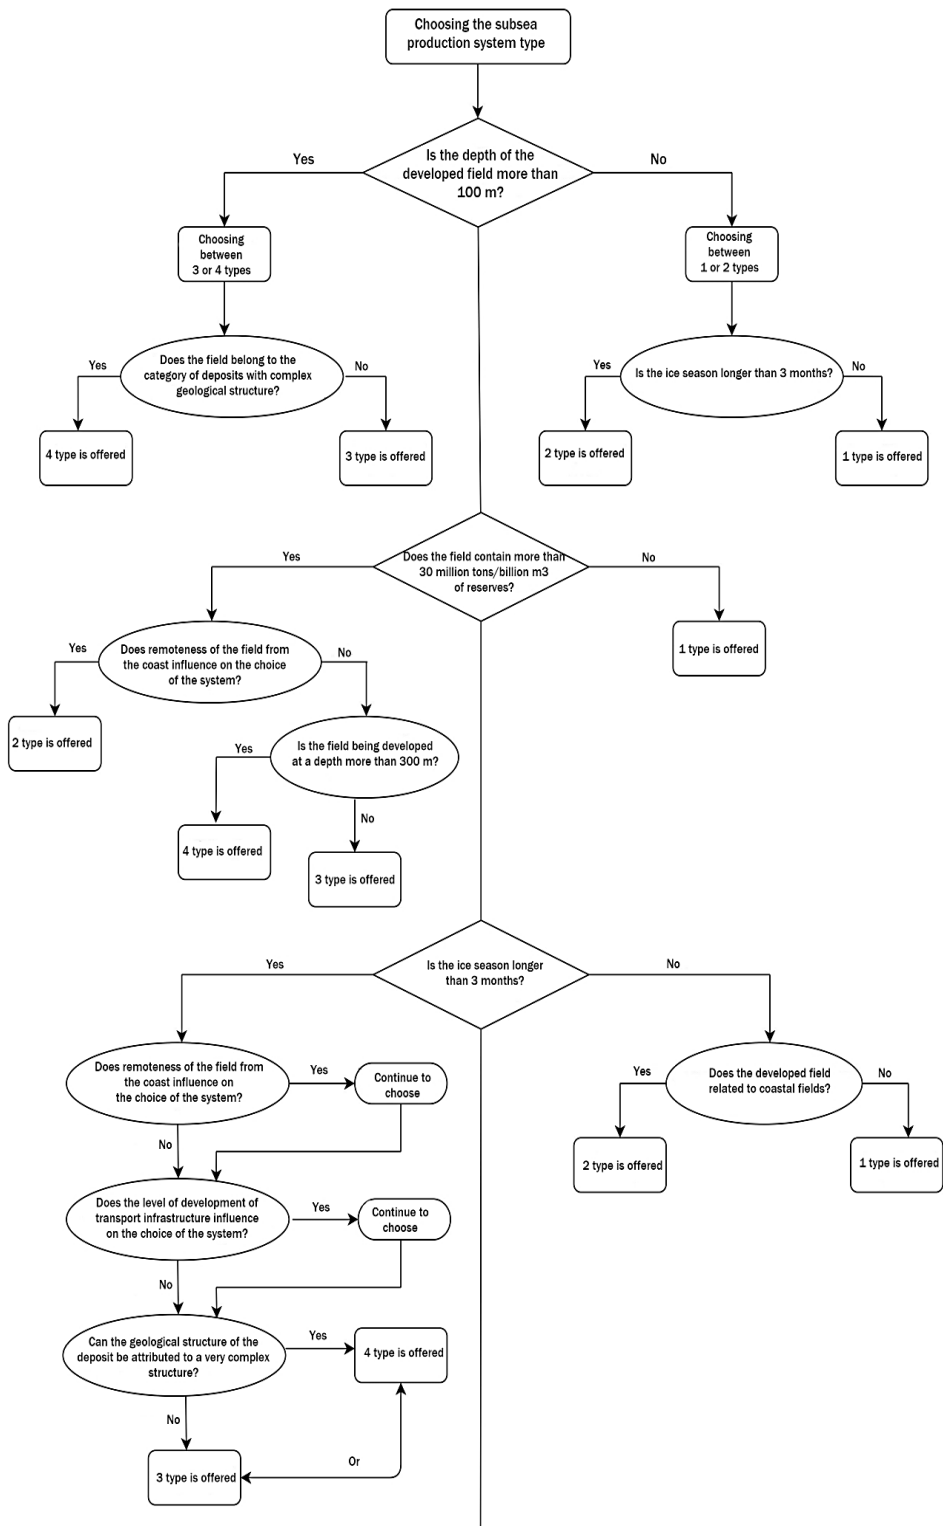 Choosing the subsea
production system type
Is the depth of the
developed field more than
100 m?
Yes
No
Choosing
between
3 or 4 types
Choosing
between
1 or 2 types
Does the field belong to the
category of deposits with complex
geological structure?
Yes
No
4 type is offered
3 type is offered
Is the ice season longer than 3 months?
Yes
No
2 type is offered
1 type is offered
Does the field contain more than
30 million tons/billion m3
of reserves?
Yes
No
1 type is offered
Does remoteness of the field from
the coast influence on the choice
of the system?
Yes
No
2 type is offered
Is the field being developed
at a depth more than 300 m?
Yes
No
4 type is offered
3 type is offered
Is the ice season longer
than 3 months?
Yes
No
Does remoteness of the field from
the coast influence on
the choice of the system?
Yes
Continue to
choose
No
Does the developed field
related to coastal fields?
Yes
No
2 type is offered
1 type is offered
Does the level of development of
transport infrastructure influence
on the choice of the system?
Yes
Continue to
choose
No
Can the geological structure of the
deposit be attributed to a very complex
structure?
Yes
4 type is offered
No
3 type is offered
Or